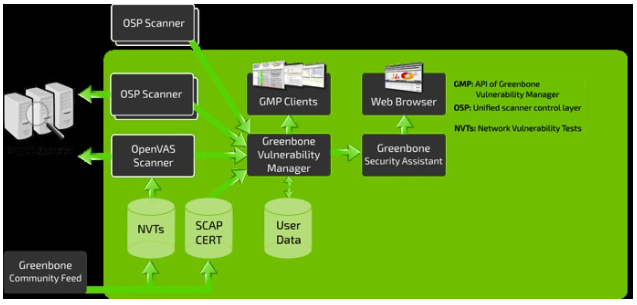 OSP Scanner
OSP Scanner
GMP Clients
Web Browser
GMP: API of Greenbone
Vulnerability Manager
OSP: Unified scanner control layer
NVTs: Network Vulnerability Tests
OpenVAS
Scanner
Greenbone
Vulnerability
Manager
Greenbone
Security Assistant
NVTs
SCAP
CERT
User
Data
Greenbone
Community Feed